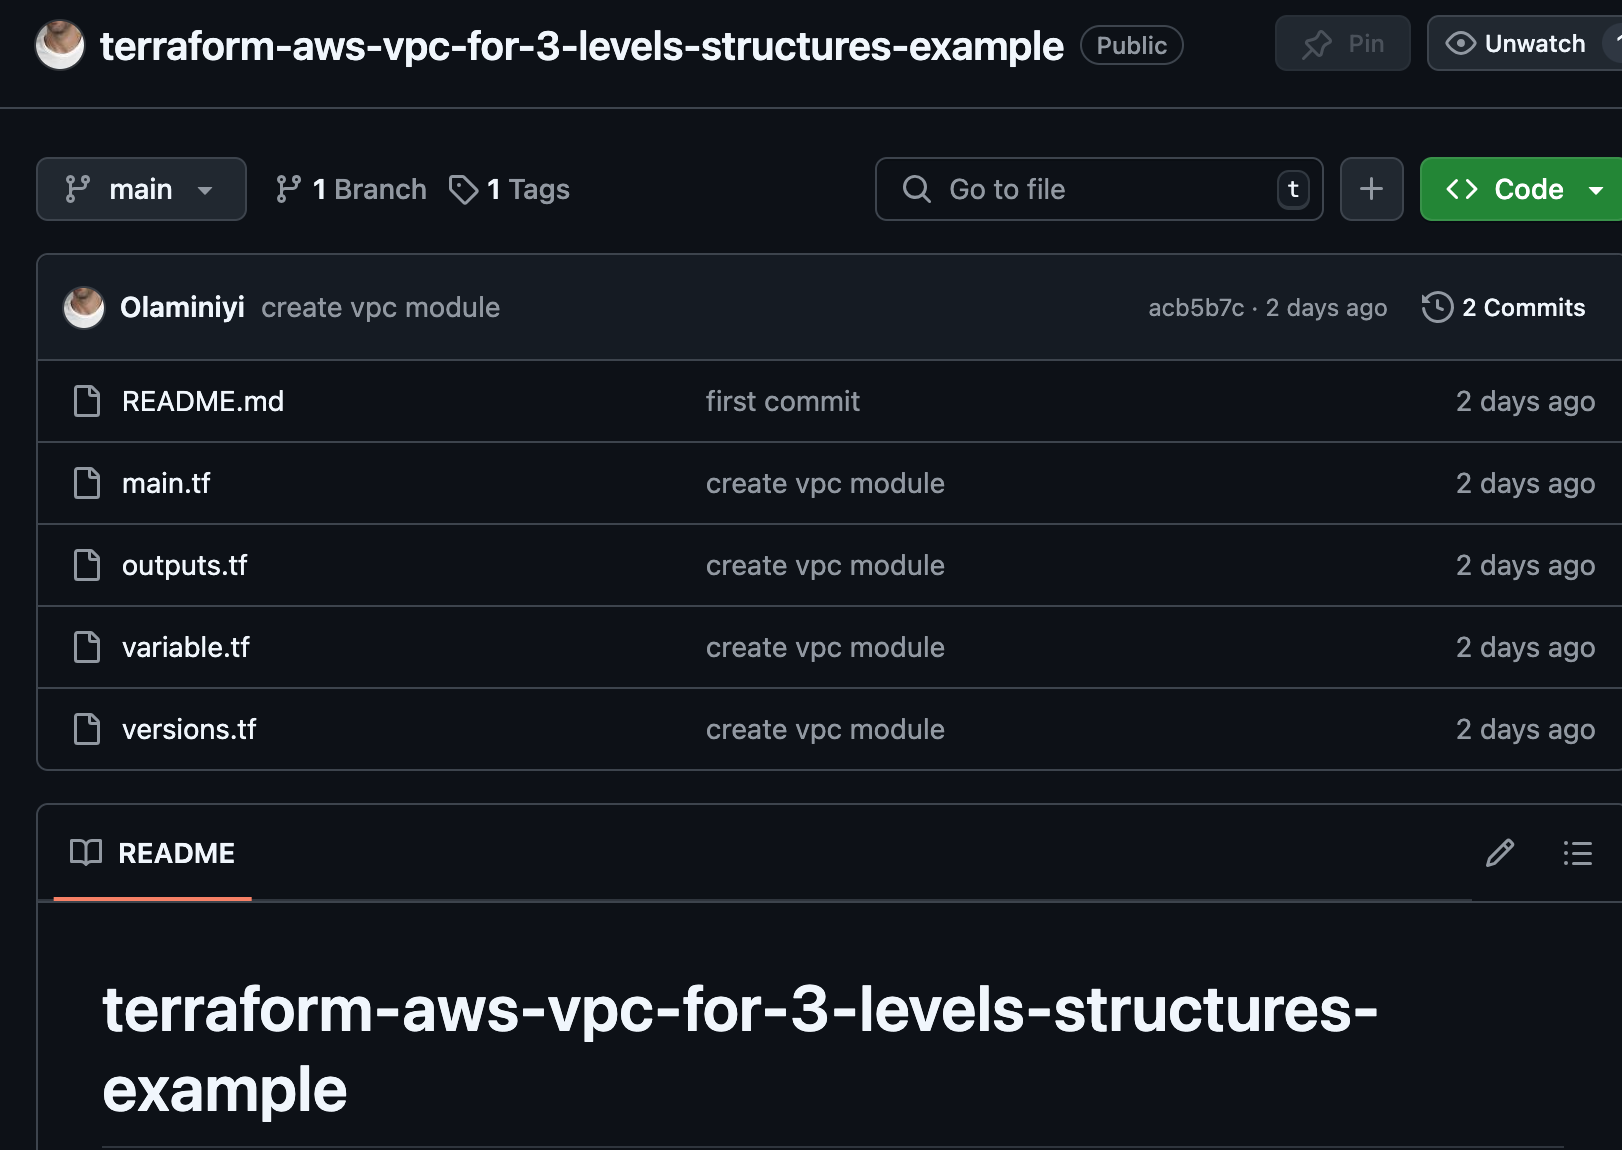 terraform-aws-vpc-for-3-levels-structures-example Public Pin Unwatch
main 1 Branch 1 Tags Go to file t Code
Olaminiyi create vpc module acb5b7c · 2 days ago 2 Commits
README.md first commit 2 days ago
main.tf create vpc module 2 days ago
outputs.tf create vpc module 2 days ago
variable.tf create vpc module 2 days ago
versions.tf create vpc module 2 days ago
README
terraform-aws-vpc-for-3-levels-structures-
example